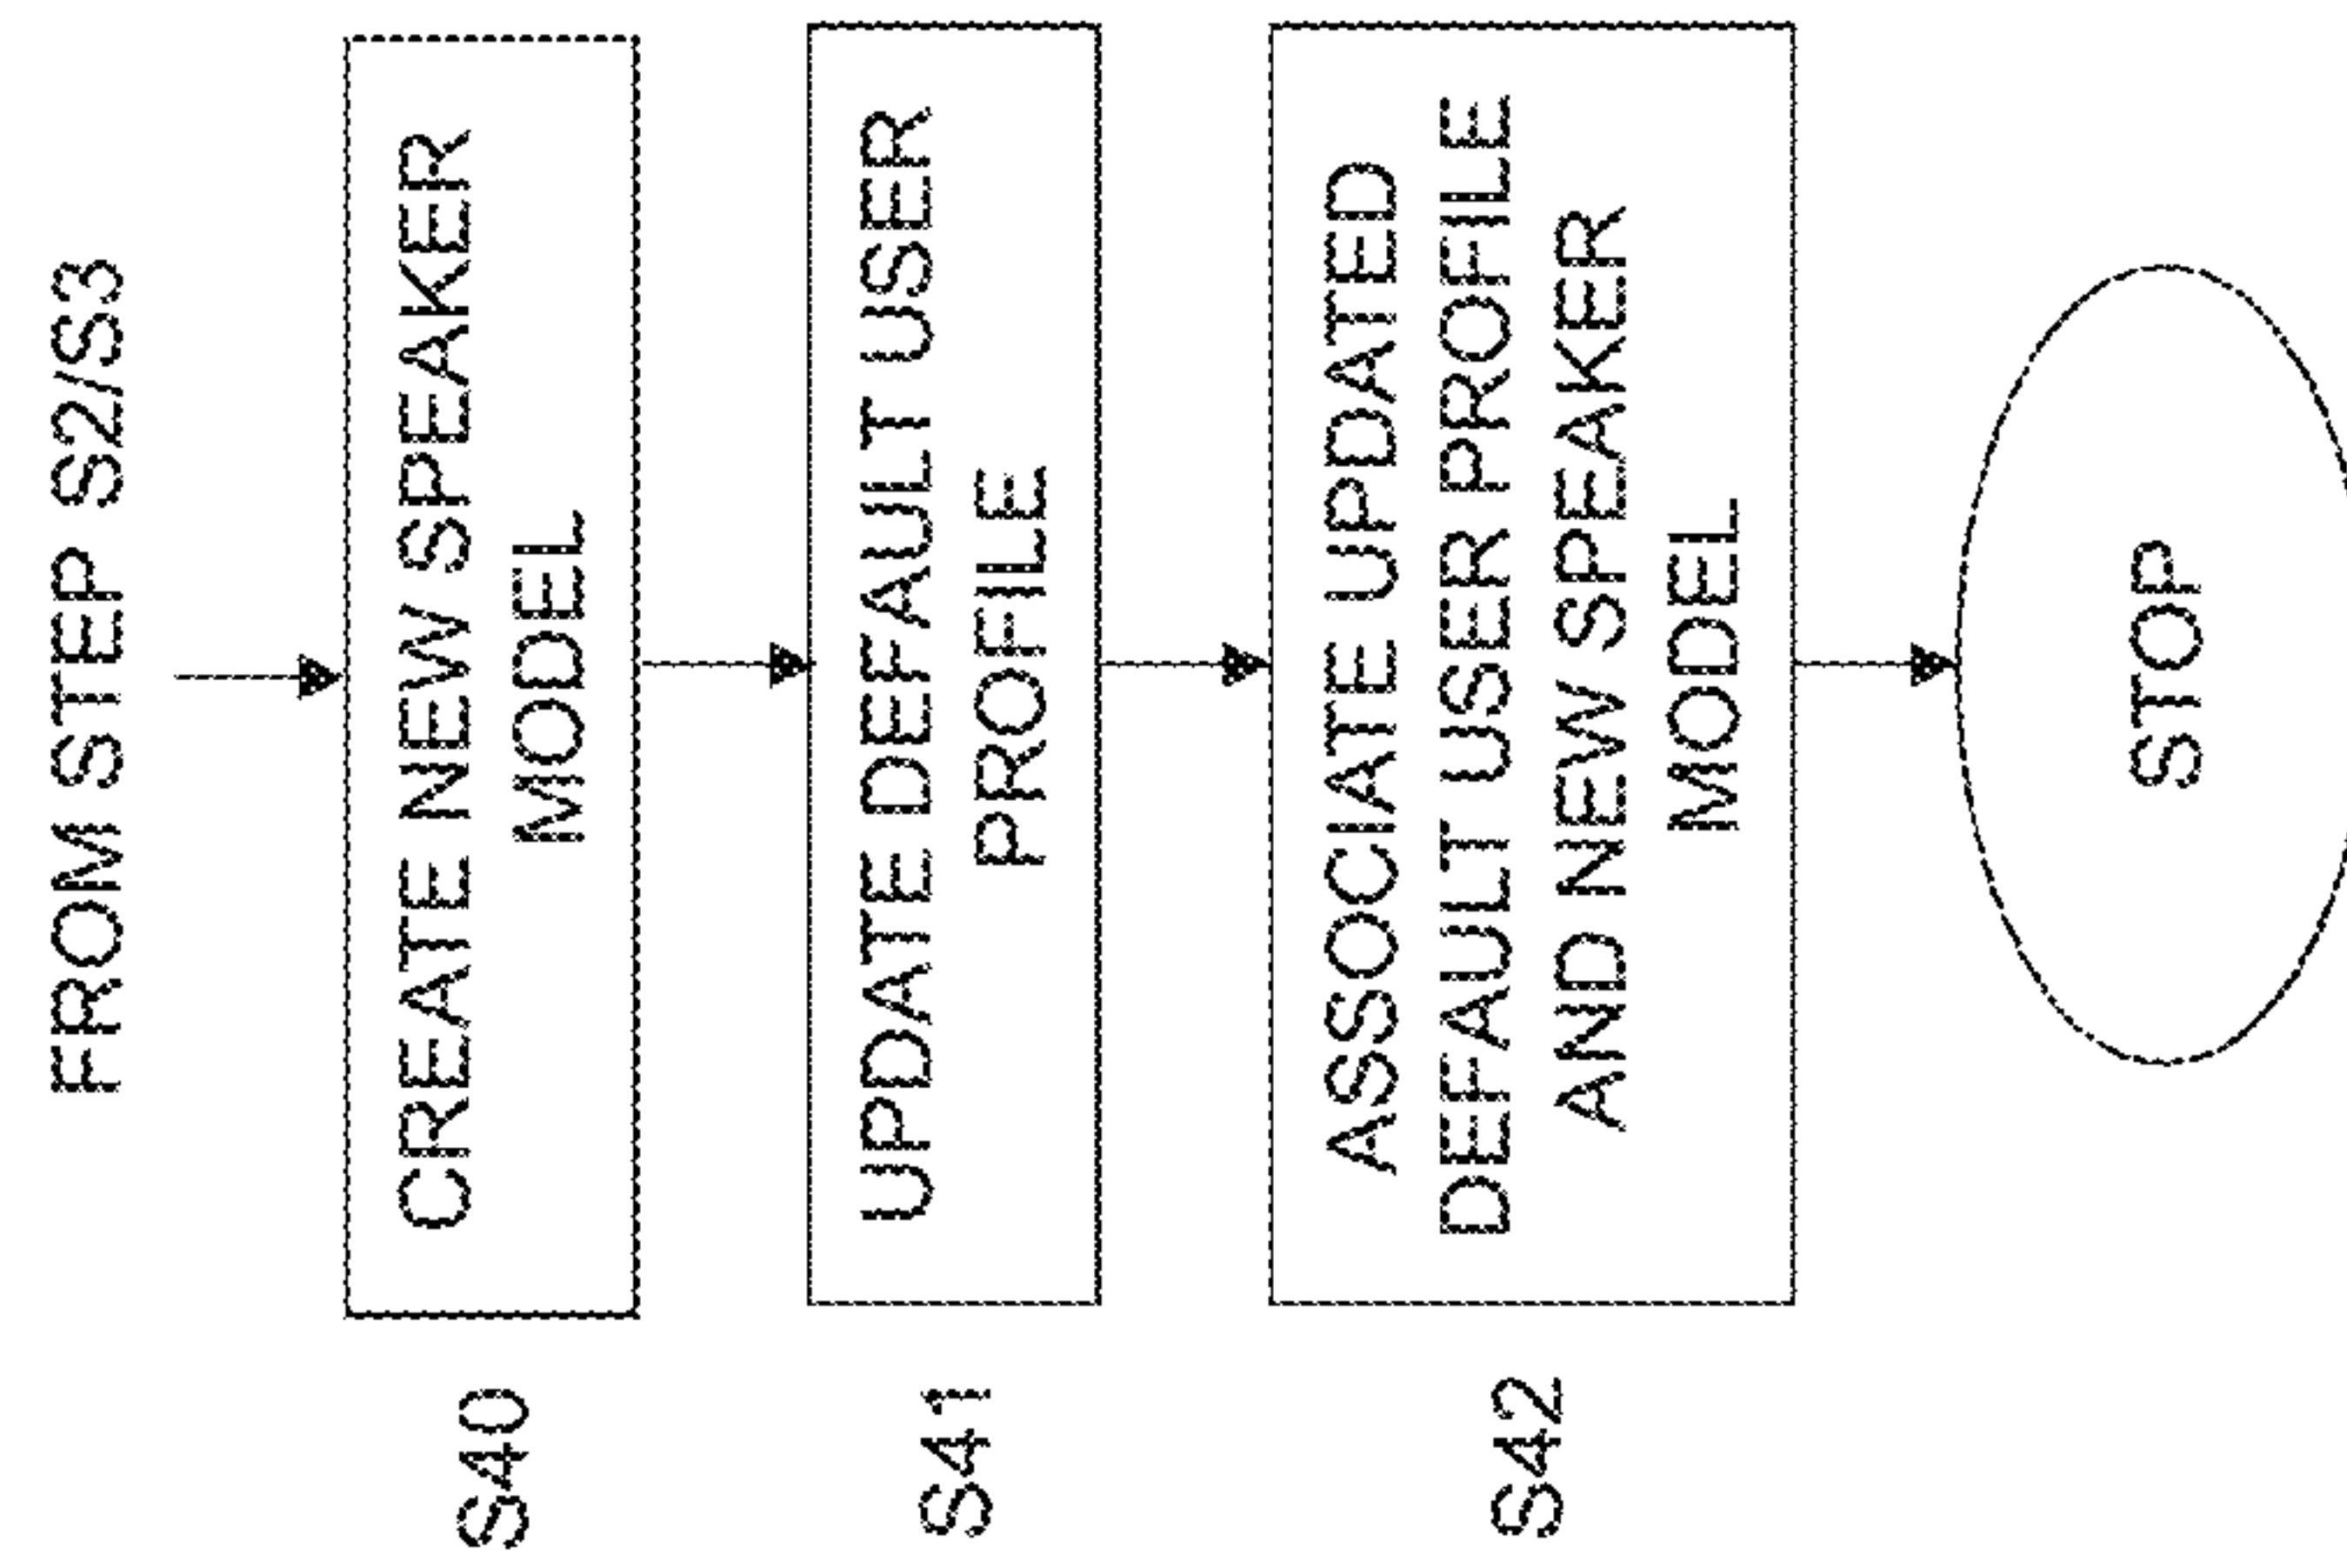 FROM STEP S2/S3
S40
CREATE NEW SPEAKER
MODEL
S41
UPDATE DEFAULT USER
PROFILE
S42
ASSOCIATE UPDATED
DEFAULT USER PROFILE
AND NEW SPEAKER
MODEL
STOP